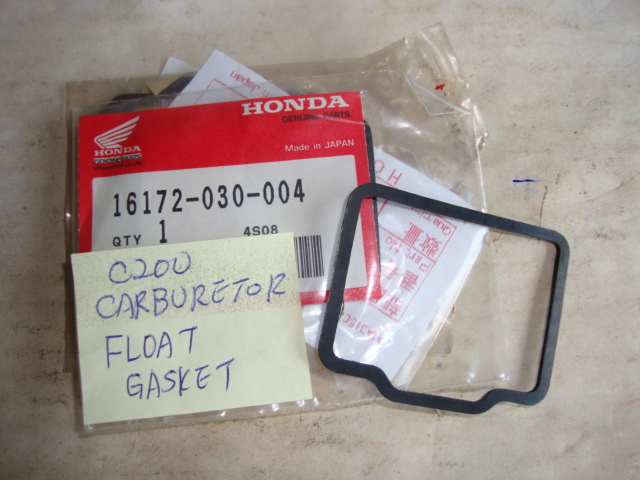 HONDA
GENUINE PARTS
HONDA
Made in JAPAN
16172-030-004
QTY 1 4S08
C200
CARBURETOR
FLOAT
GASKET